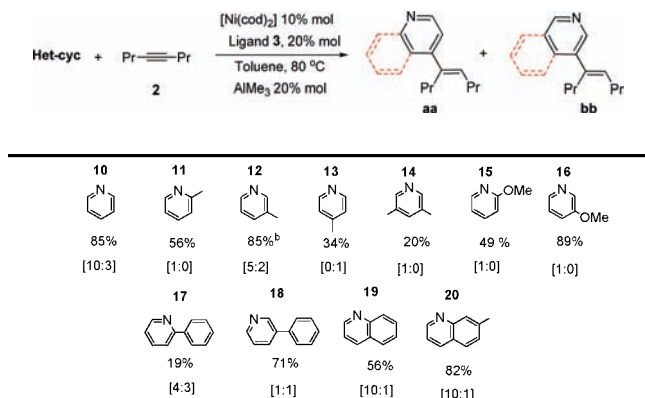 [Ni(cod)₂] 10% mol
Ligand 3, 20% mol
Het-cyc + Pr Pr
Toluene, 80 °C
AlMe₃ 20% mol
2
N
Pr
Pr
aa
+
N
Pr
Pr
bb
10 11 12 13 14 15 16
N N N N N N OMe N OMe
85% 56% 85%ᵇ 34% 20% 49 % 89%
[10:3] [1:0] [5:2] [0:1] [1:0] [1:0] [1:0]
17 18 19 20
N N N N
19% 71% 56% 82%
[4:3] [1:1] [10:1] [10:1]